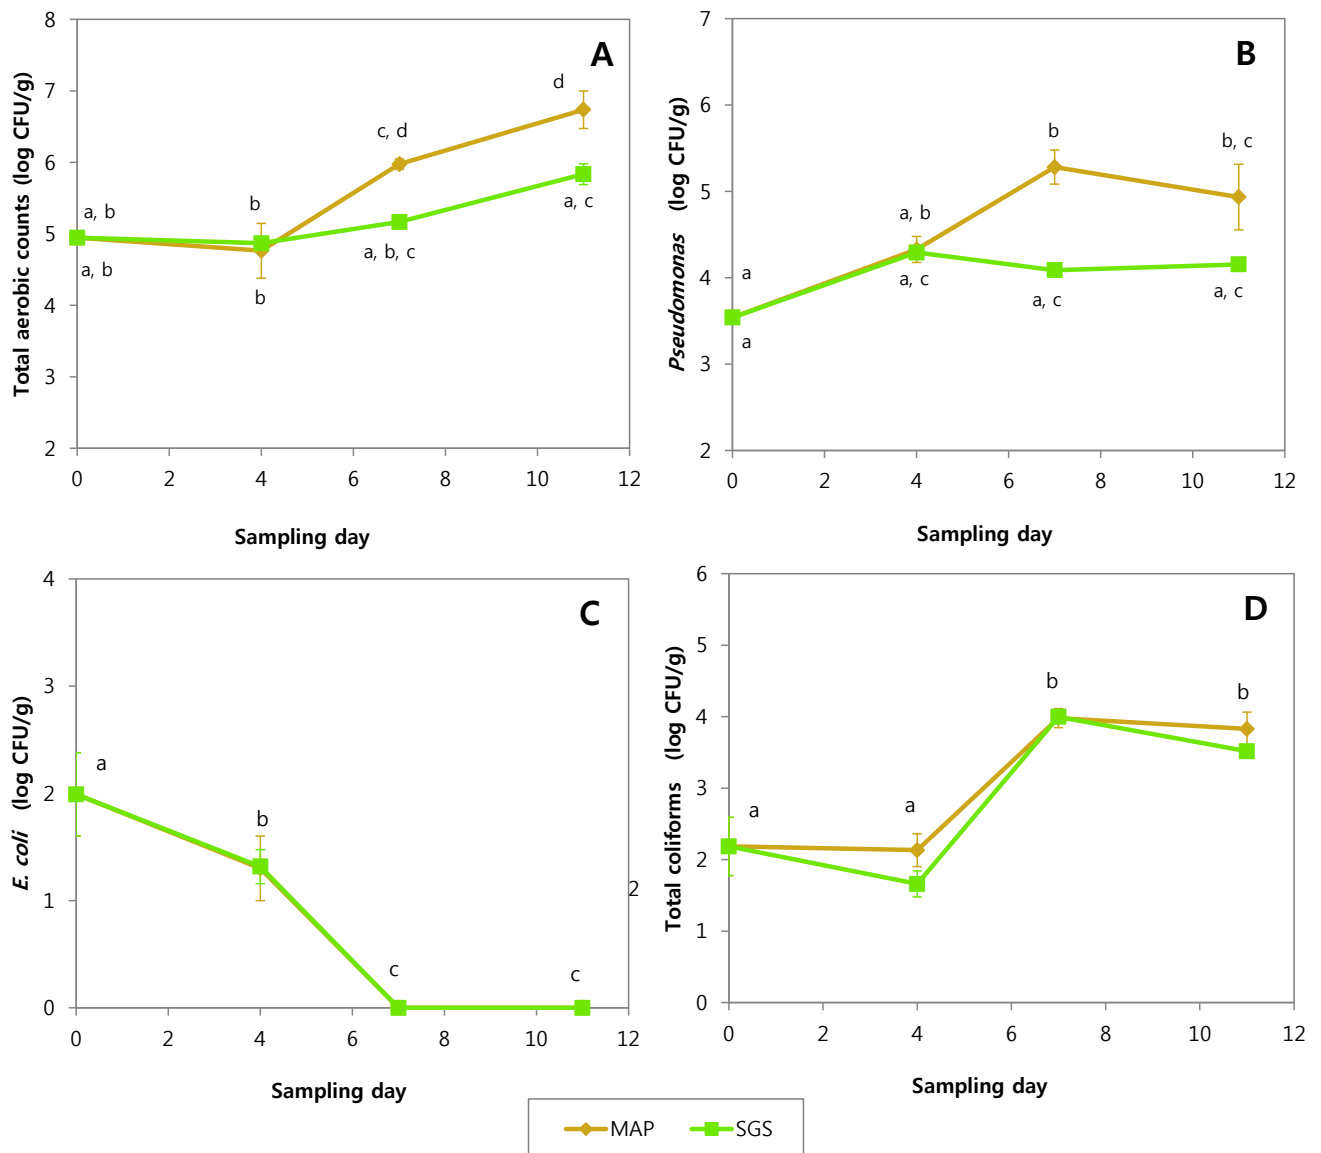 A
Total aerobic counts (log CFU/g)
8
7
6
5
4
3
2
a, b
a, b
b
b
c, d
a, b, c
d
a, c
0 2 4 6 8 10 12
Sampling day
B
Pseudomonas (log CFU/g)
7
6
5
4
3
2
a
a
a, b
a, c
b
a, c
b, c
a, c
0 2 4 6 8 10 12
Sampling day
C
E. coli (log CFU/g)
4
3
2
1
0
a
b
c
c
2
0 2 4 6 8 10 12
Sampling day
D
Total coliforms (log CFU/g)
6
5
4
3
2
1
0
a
a
b
b
0 2 4 6 8 10 12
Sampling day
MAP SGS